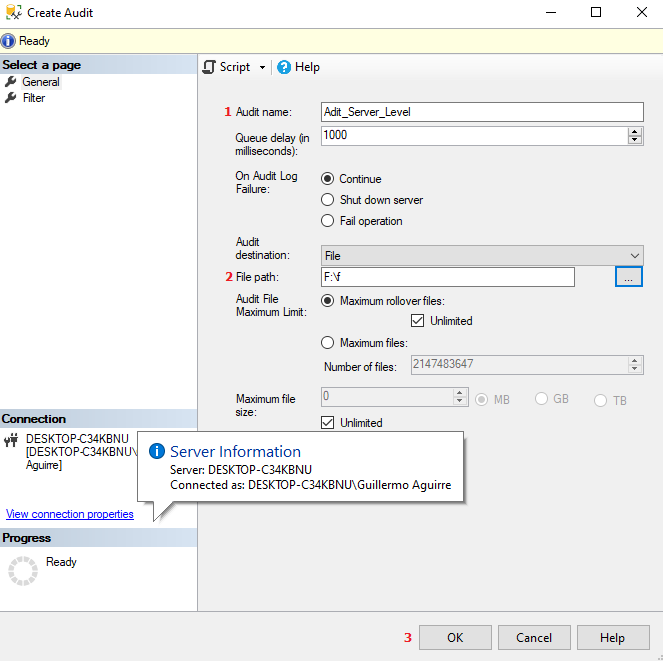 Create Audit
Ready
Select a page
General
Filter
Script
Help
1 Audit name: Adit_Server_Level
Queue delay (in
milliseconds): 1000
On Audit Log
Failure:
Continue
Shut down server
Fail operation
Audit
destination: File
2 File path: F:\f ...
Audit File
Maximum Limit:
Maximum rollover files:
Unlimited
Maximum files:
Number of files: 2147483647
Maximum file
size: 0 MB GB TB
Unlimited
Connection
DESKTOP-C34KBNU
[DESKTOP-C34KBNU\
Aguirre]
View connection properties
Server Information
Server: DESKTOP-C34KBNU
Connected as: DESKTOP-C34KBNU\Guillermo Aguirre
Progress
Ready
3 OK Cancel Help